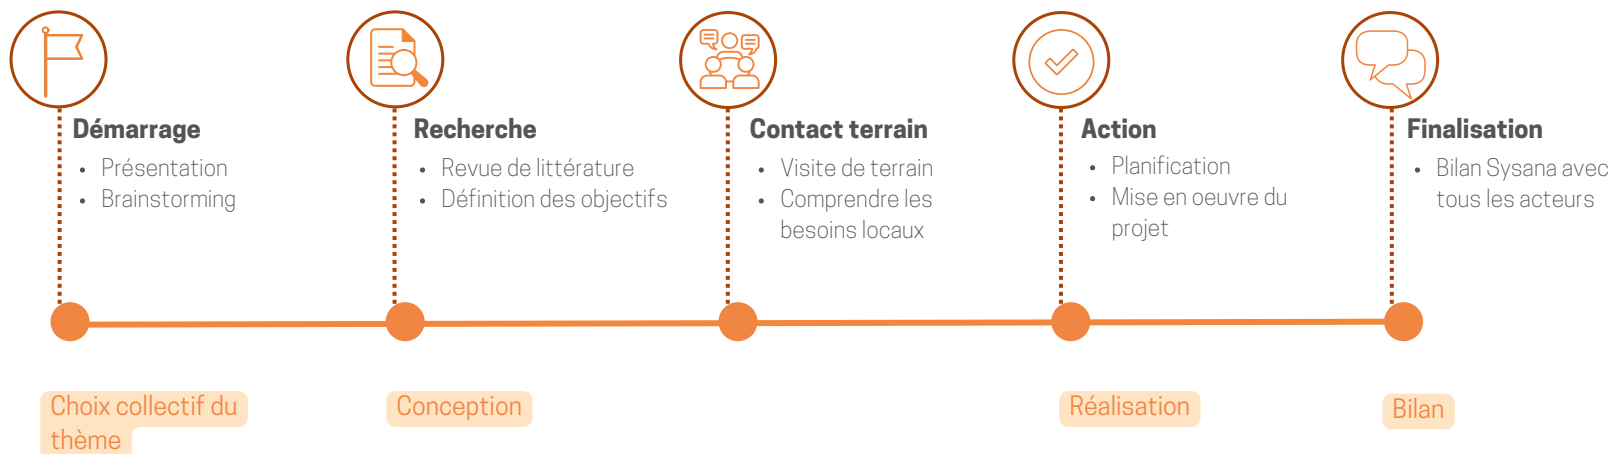 Démarrage
• Présentation
• Brainstorming
Recherche
• Revue de littérature
• Définition des objectifs
Contact terrain
• Visite de terrain
• Comprendre les
besoins locaux
Action
• Planification
• Mise en oeuvre du
projet
Finalisation
• Bilan Sysana avec
tous les acteurs
Choix collectif du
thème
Conception
Réalisation
Bilan